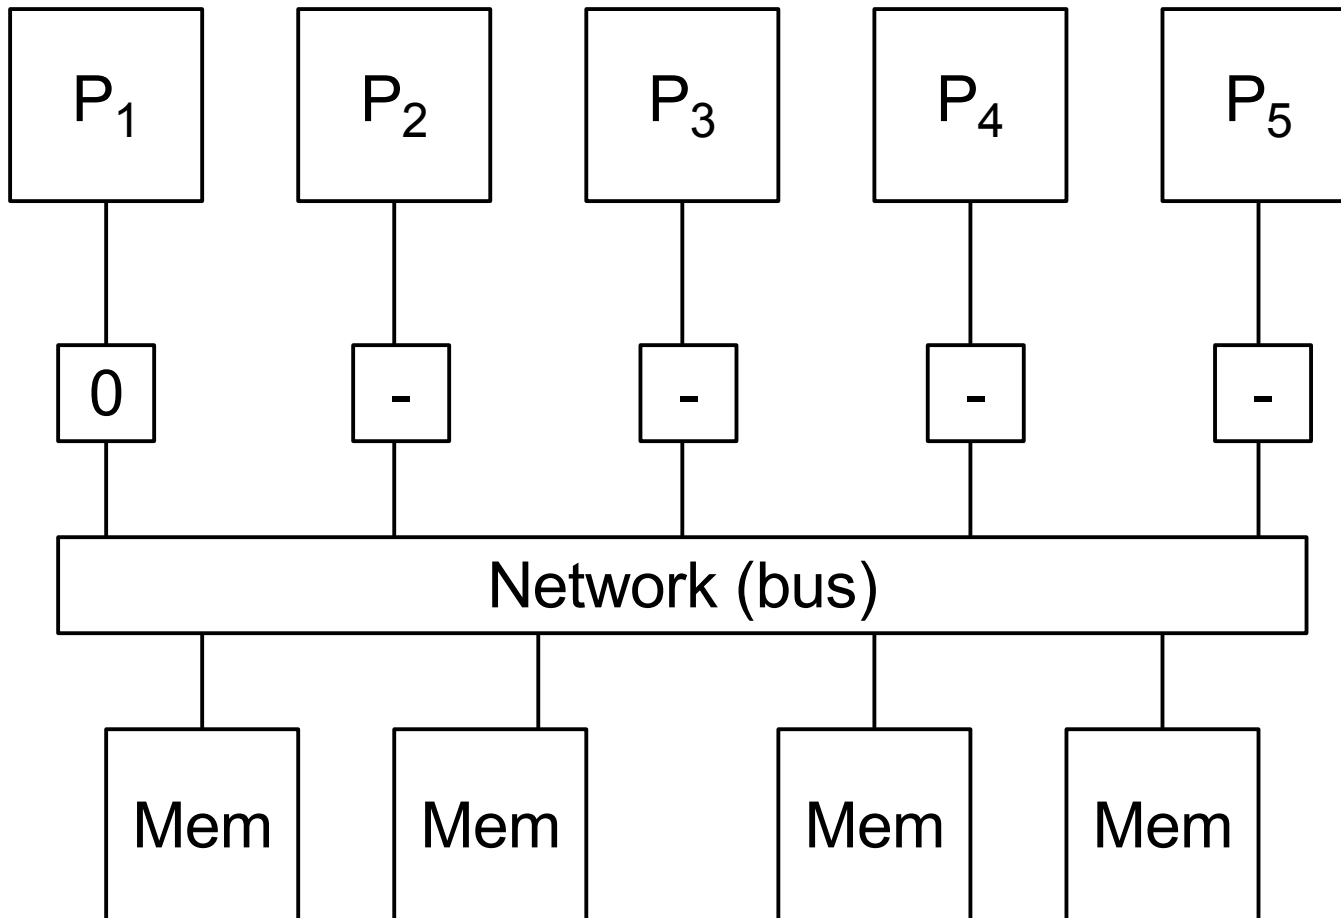 P₁ P₂ P₃ P₄ P₅
0 - - - -
Network (bus)
Mem Mem Mem Mem